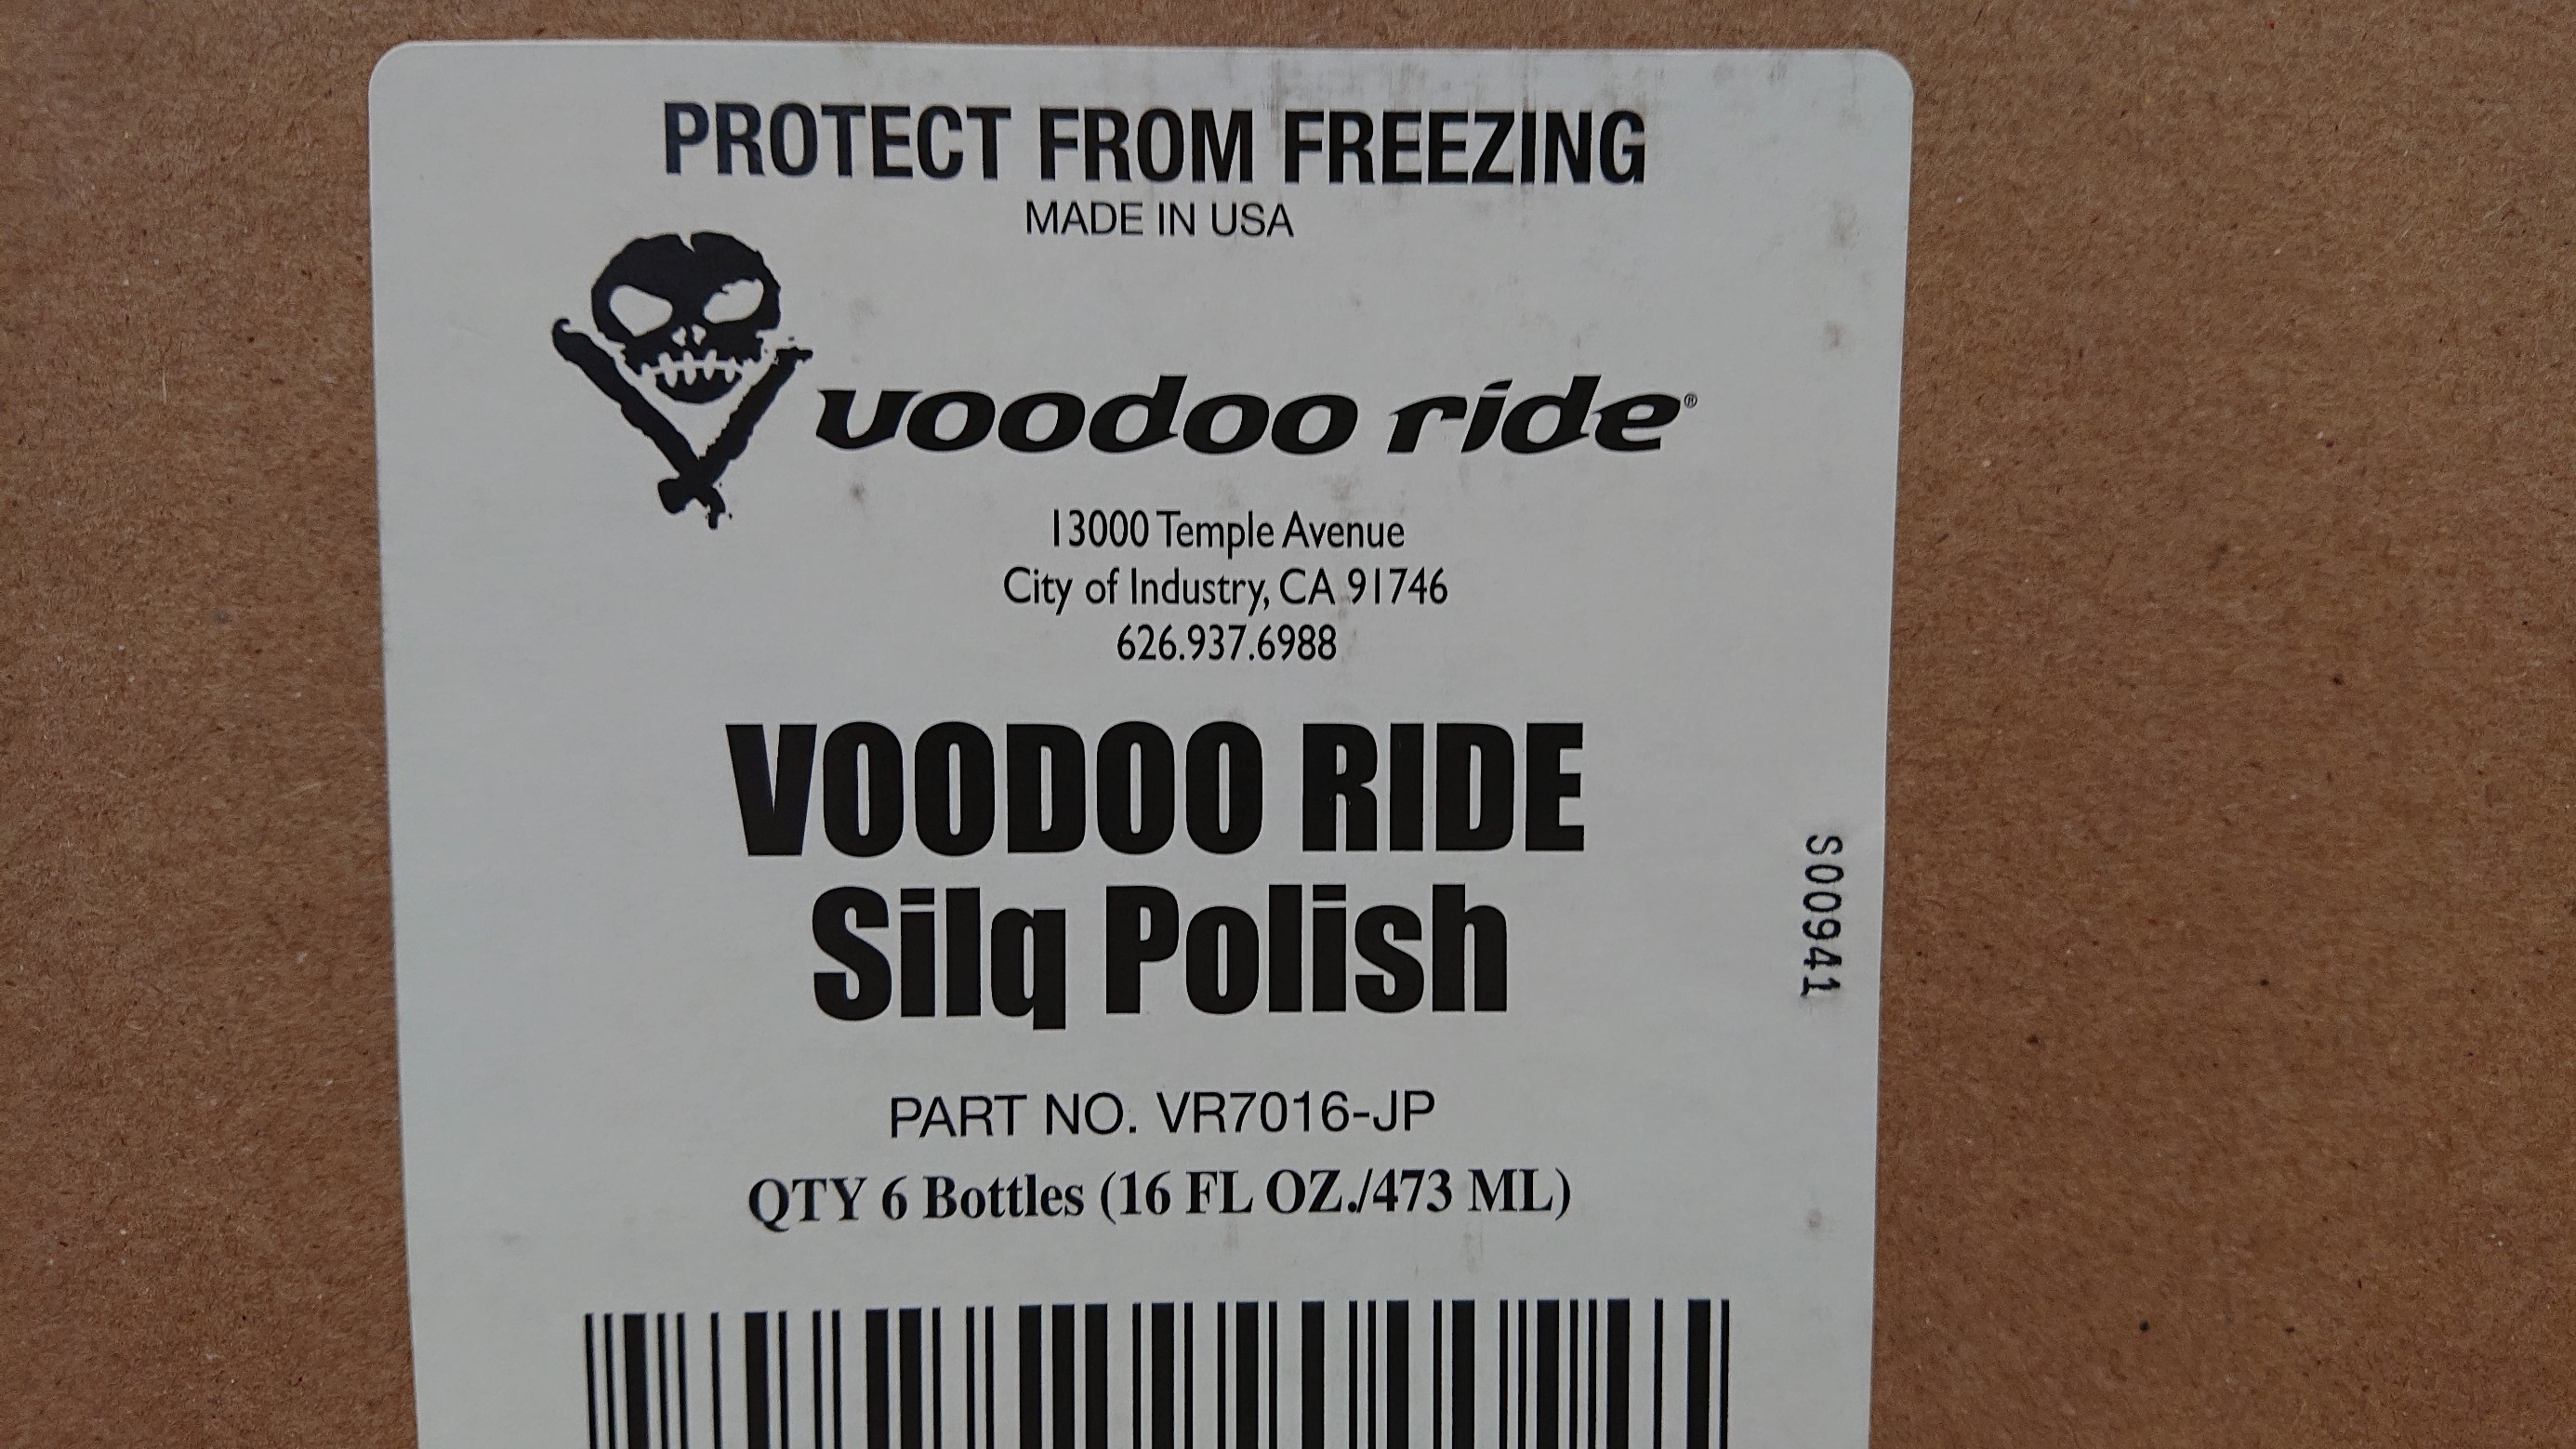 PROTECT FROM FREEZING
MADE IN USA
voodoo ride®
13000 Temple Avenue
City of Industry, CA 91746
626.937.6988
VOODOO RIDE
Silq Polish
PART NO. VR7016-JP
QTY 6 Bottles (16 FL OZ./473 ML)
S00941